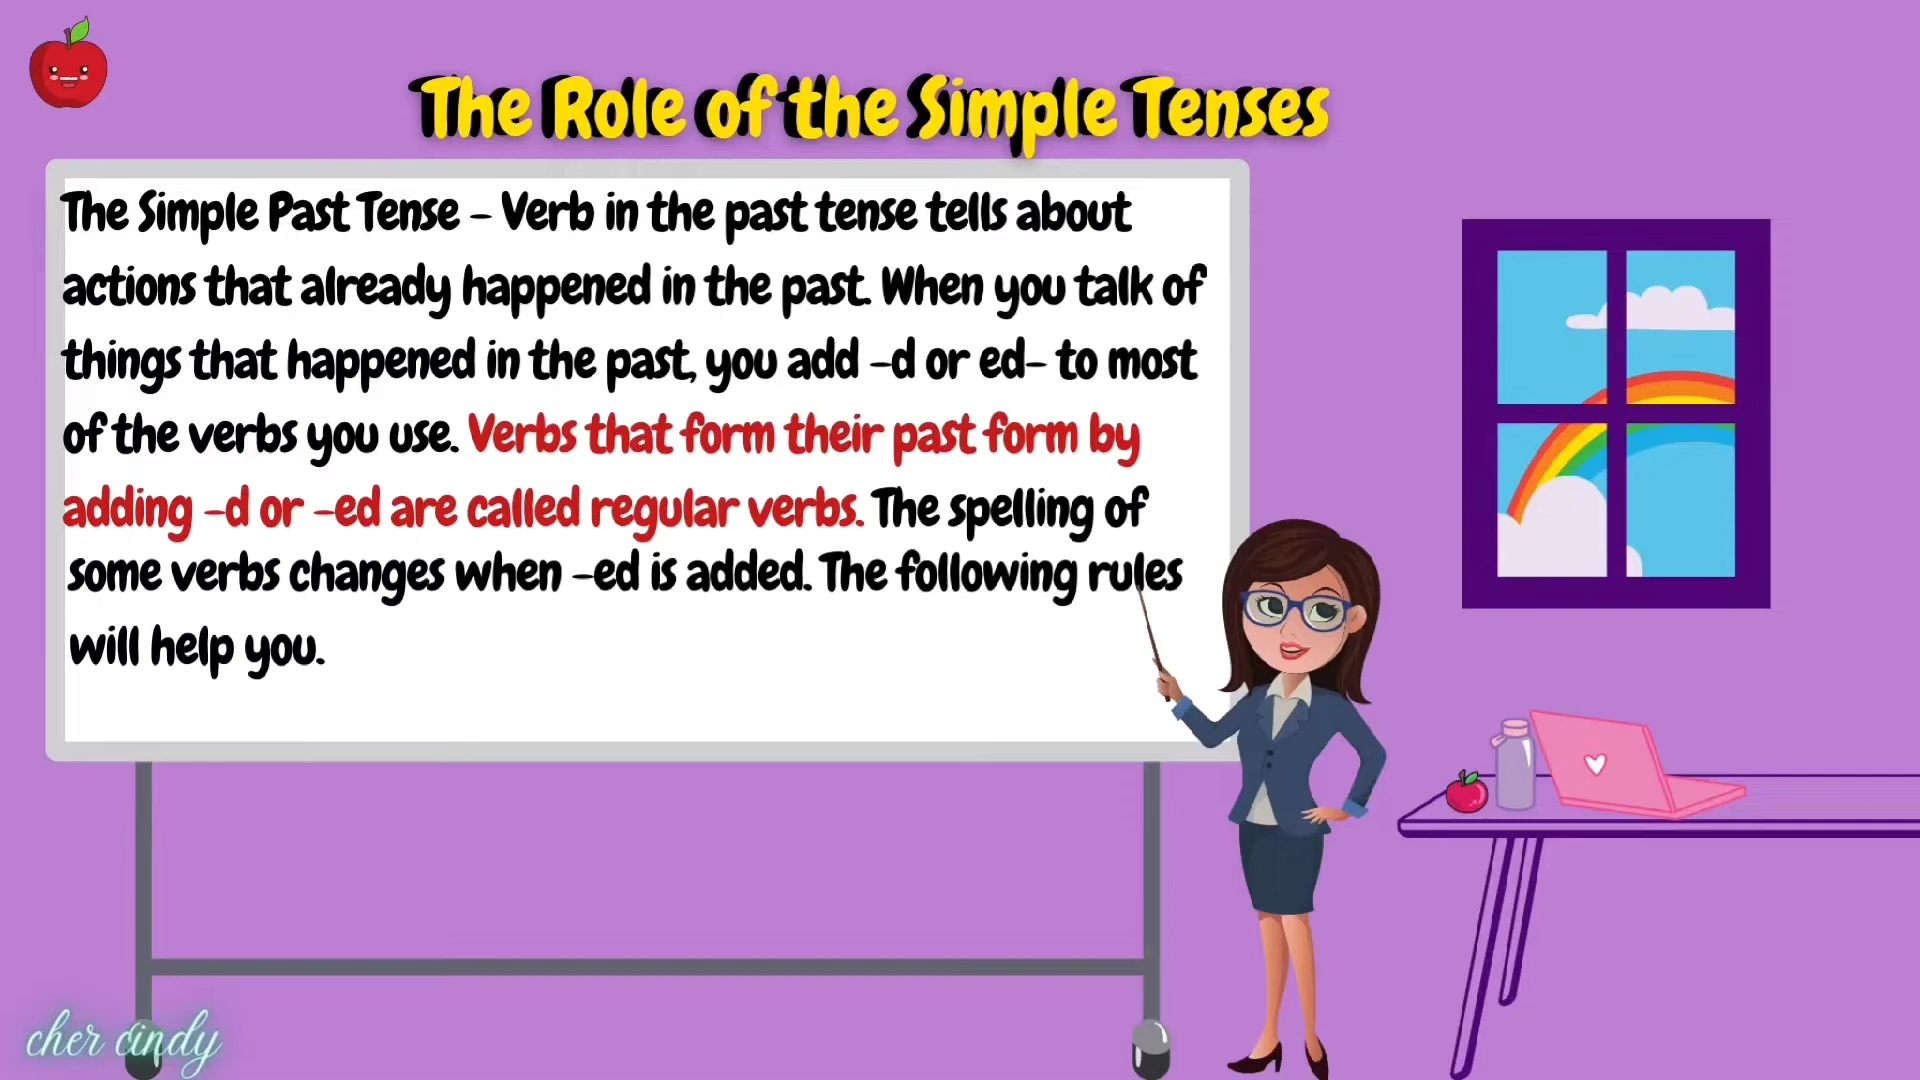 The Role of the Simple Tenses
The Simple Past Tense - Verb in the past tense tells about
actions that already happened in the past. When you talk of
things that happened in the past, you add -d or ed- to most
of the verbs you use. Verbs that form their past form by
adding -d or -ed are called regular verbs. The spelling of
some verbs changes when -ed is added. The following rules
will help you.
cher cindy